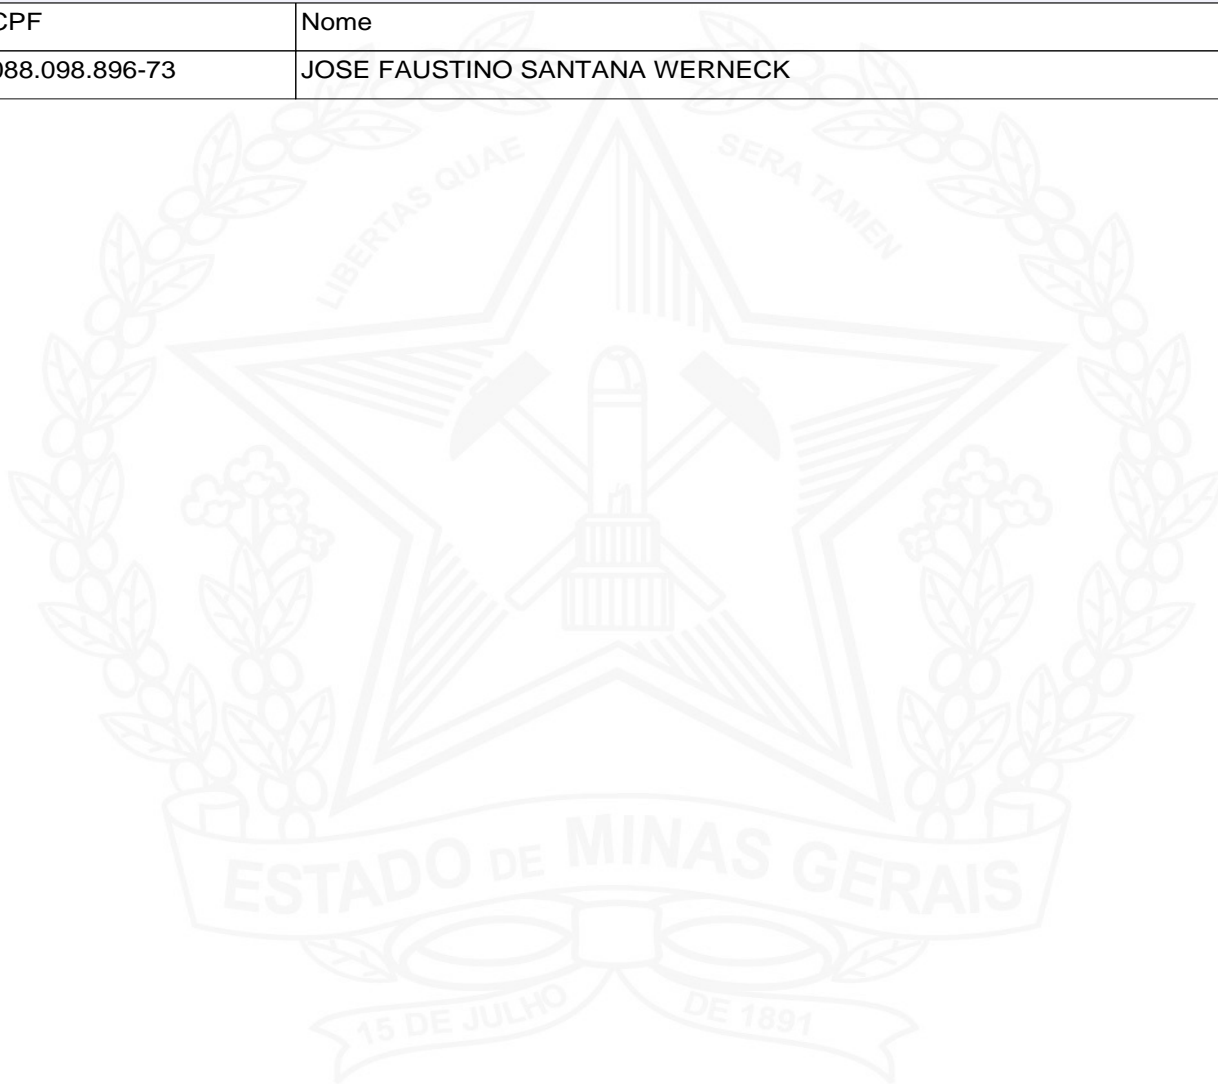 CPF Nome
088.098.896-73 JOSE FAUSTINO SANTANA WERNECK
LIBERTAS QUAE SERA TAMEN
ESTADO DE MINAS GERAIS
15 DE JULHO DE 1891